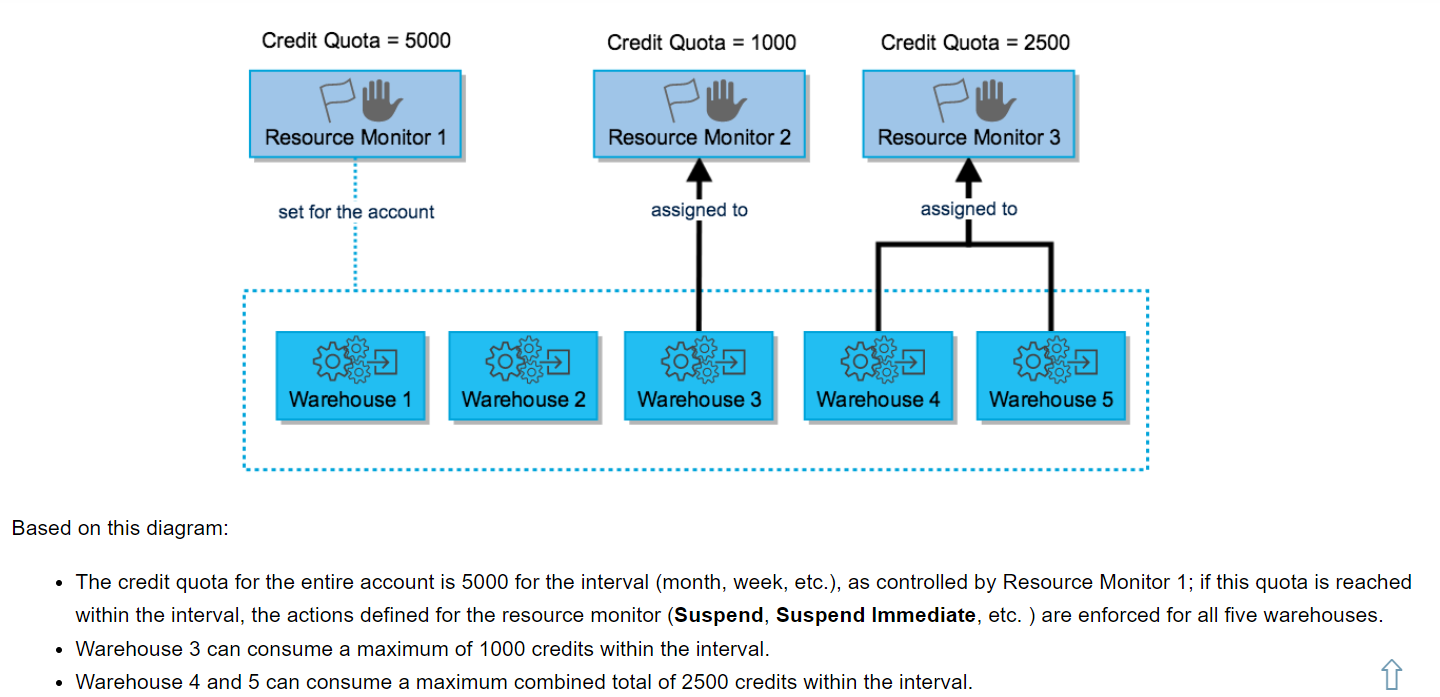 Credit Quota = 5000
Credit Quota = 1000
Credit Quota = 2500
Resource Monitor 1
Resource Monitor 2
Resource Monitor 3
set for the account
assigned to
assigned to
Warehouse 1
Warehouse 2
Warehouse 3
Warehouse 4
Warehouse 5
Based on this diagram:
• The credit quota for the entire account is 5000 for the interval (month, week, etc.), as controlled by Resource Monitor 1; if this quota is reached
within the interval, the actions defined for the resource monitor (Suspend, Suspend Immediate, etc. ) are enforced for all five warehouses.
• Warehouse 3 can consume a maximum of 1000 credits within the interval.
• Warehouse 4 and 5 can consume a maximum combined total of 2500 credits within the interval.